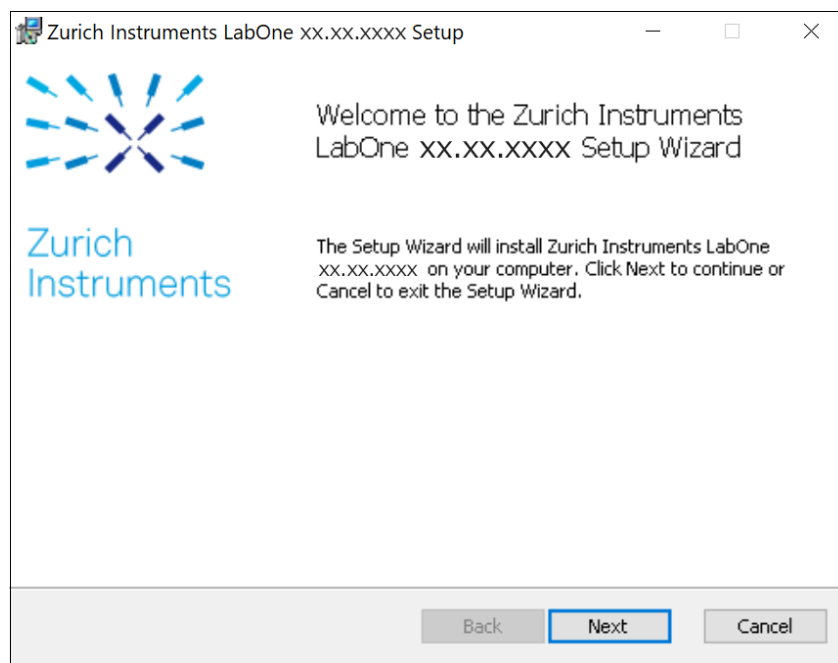 Zurich Instruments LabOne xx.xx.xxxx Setup
Welcome to the Zurich Instruments
LabOne xx.xx.xxxx Setup Wizard
Zurich
Instruments
The Setup Wizard will install Zurich Instruments LabOne
xx.xx.xxxx on your computer. Click Next to continue or
Cancel to exit the Setup Wizard.
Back Next Cancel